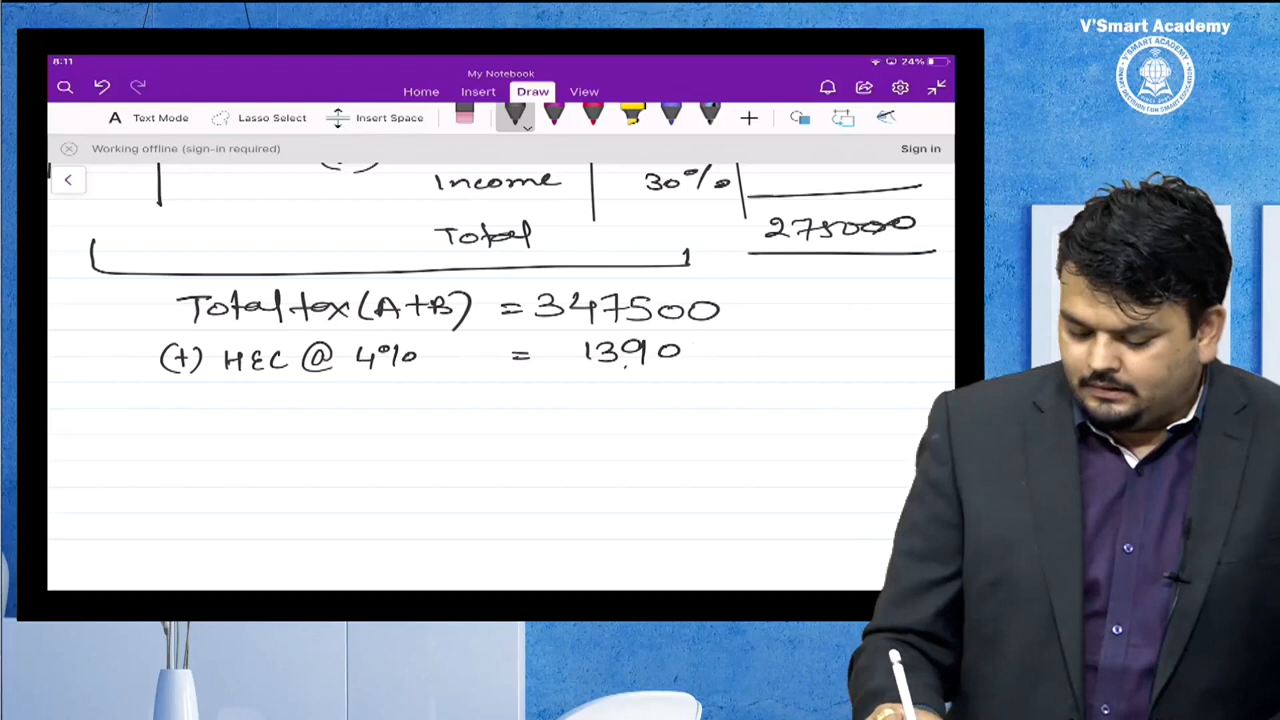 V'Smart Academy
8:11
24%
My Notebook
Home Insert Draw View
Text Mode Lasso Select Insert Space
Working offline (sign-in required) Sign in
Income 30%
Total 275000
Total tax (A+B) = 347500
(+) HEC @ 4% = 1390